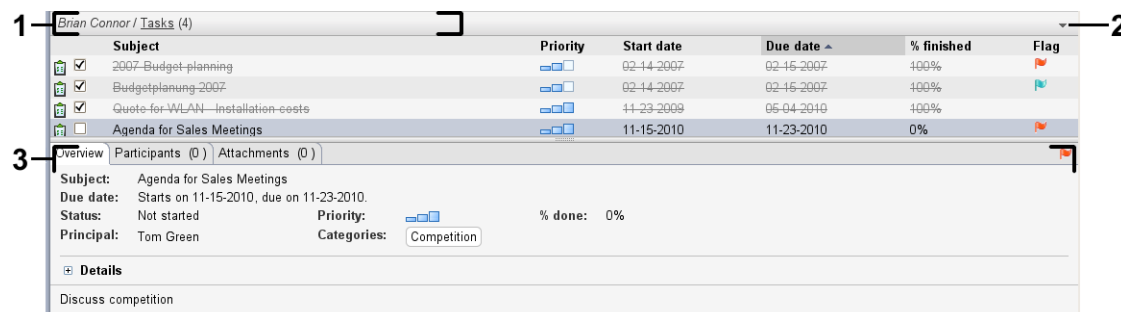 1 Brian Connor / Tasks (4) 2
Subject Priority Start date Due date % finished Flag
2007 Budget planning 02-14-2007 02-15-2007 100%
Budgetplanung 2007 02-14-2007 02-15-2007 100%
Quote for WLAN - Installation costs 11-23-2009 05-04-2010 100%
Agenda for Sales Meetings 11-15-2010 11-23-2010 0%
3 Overview Participants (0) Attachments (0)
Subject: Agenda for Sales Meetings
Due date: Starts on 11-15-2010, due on 11-23-2010.
Status: Not started Priority: % done: 0%
Principal: Tom Green Categories: Competition
Details
Discuss competition